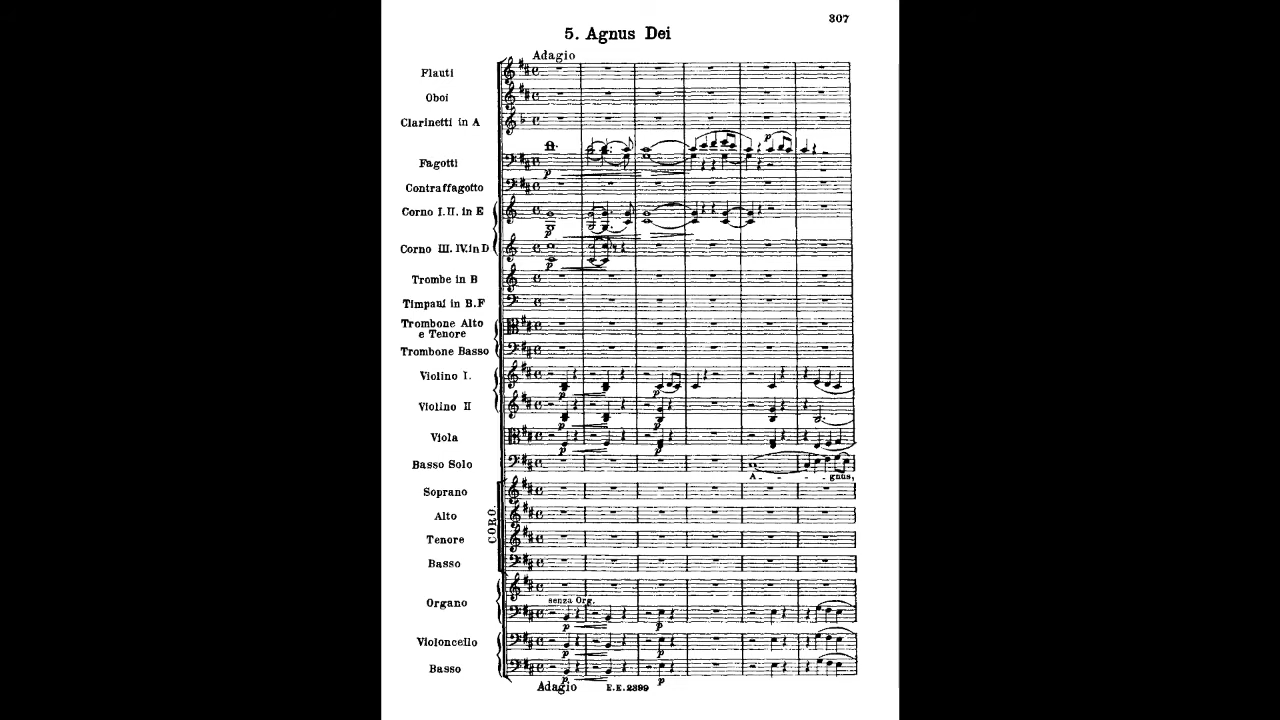 307
5. Agnus Dei
Adagio
Flauti
Oboi
Clarinetti in A
Fagotti
p
a2.
p
Contraffagotto
Corno I.II. in E
p
Corno III. IV. in D
p
Trombe in B
Timpani in B.F
Trombone Alto
e Tenore
Trombone Basso
Violino I.
p p
Violino II
p p
Viola
p p
Basso Solo
A - - - - gnus,
CORO.
Soprano
Alto
Tenore
Basso
Organo
senza Org.
p p
Violoncello
p p
Basso
p. p
Adagio
E.E. 2399